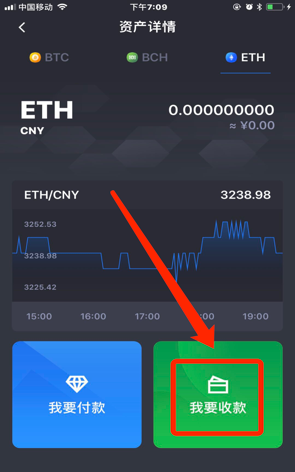 中国移动
下午7:09
资产详情
BTC
BCH
ETH
ETH
0.000000000
CNY
≈ ¥0.00
ETH/CNY
3238.98
3252.53
3238.98
3225.42
15:00
16:00
17:00
:00
19:00
我要付款
我要收款